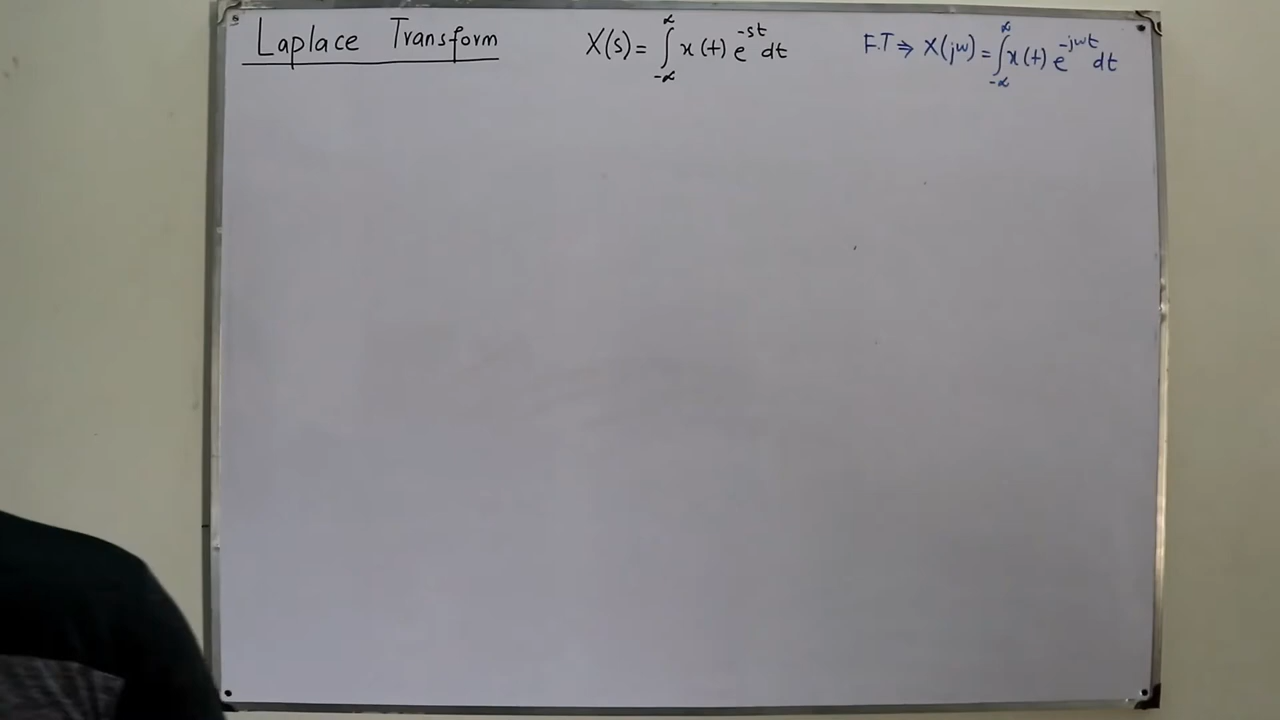 Laplace Transform X(s) = ∫_{-∞}^{∞} x(t) e^{-st} dt F.T ⇒ X(jω) = ∫_{-∞}^{∞} x(t) e^{-jωt} dt